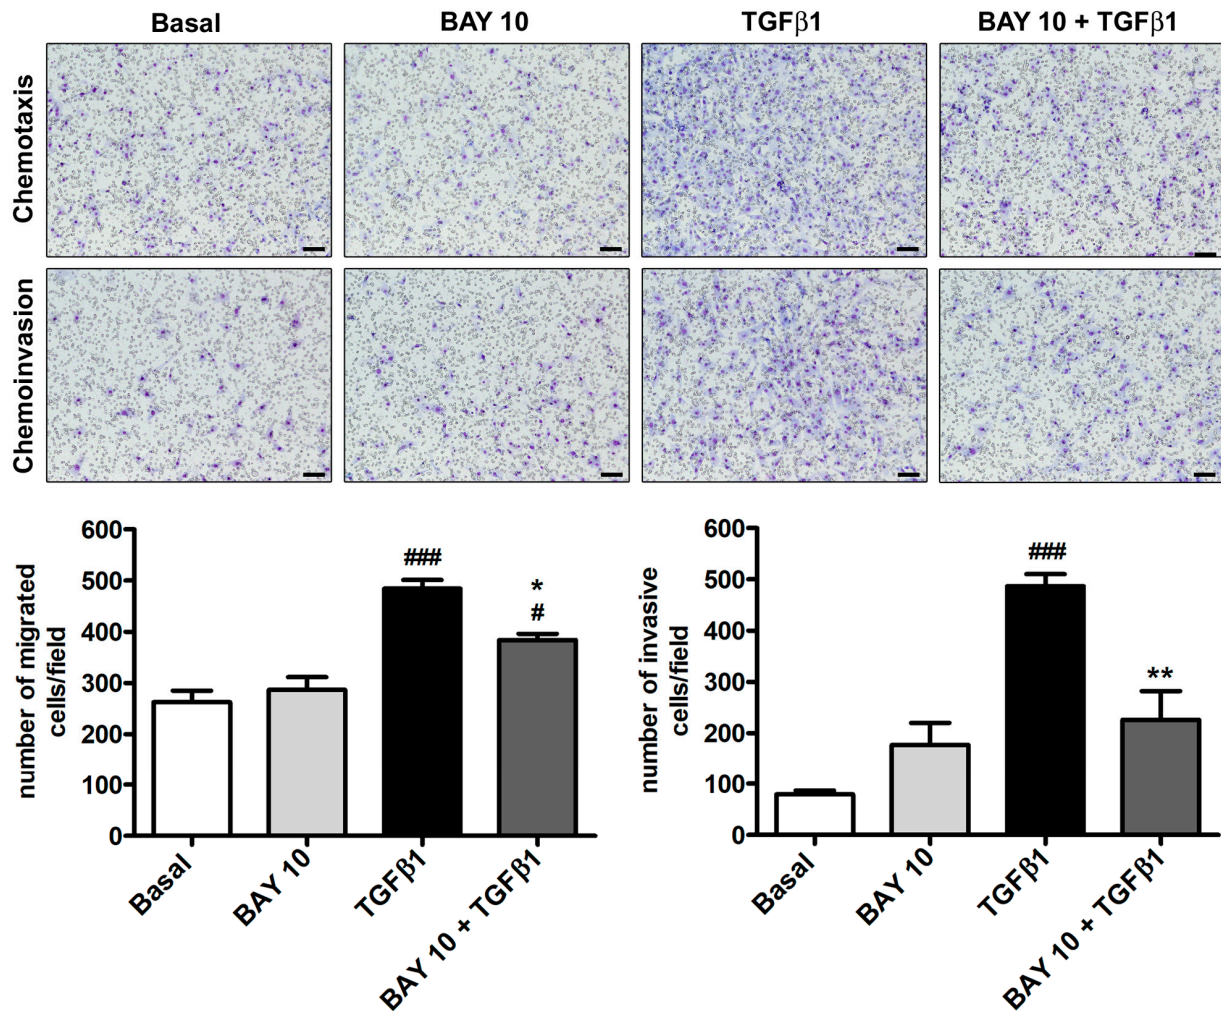 Basal BAY 10 TGFβ1 BAY 10 + TGFβ1
Chemotaxis
Chemoinvasion
number of migrated
cells/field
600
500
400
300
200
100
0
###
*
#
Basal
BAY 10
TGFβ1
BAY 10 + TGFβ1
number of invasive
cells/field
600
500
400
300
200
100
0
###
**
Basal
BAY 10
TGFβ1
BAY 10 + TGFβ1